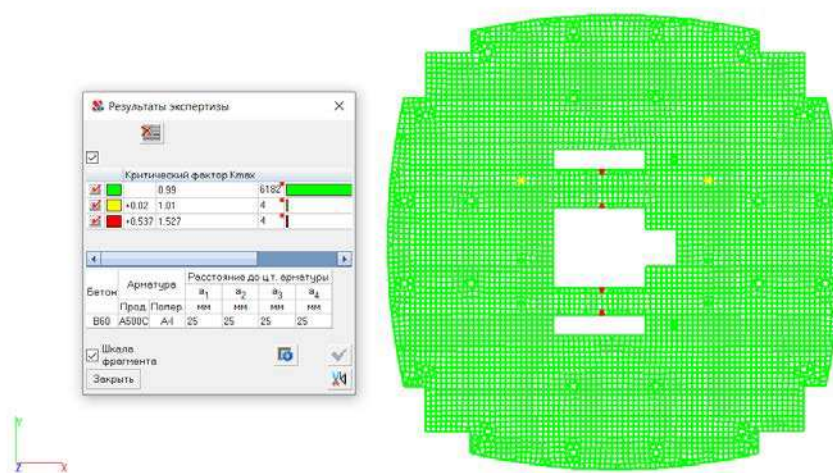 Результаты экспертизы
Критический фактор Kmax
0.99 6182
+0.02 1.01 4
+0.537 1.527 4
Бетон Арматура Расстояние до ц.т. арматуры
a1 a2 a3 a4
Прод. Попер. мм мм мм мм
B60 A500C A-I 25 25 25 25
Шкала
фрагмента
Закрыть
Y
Z X